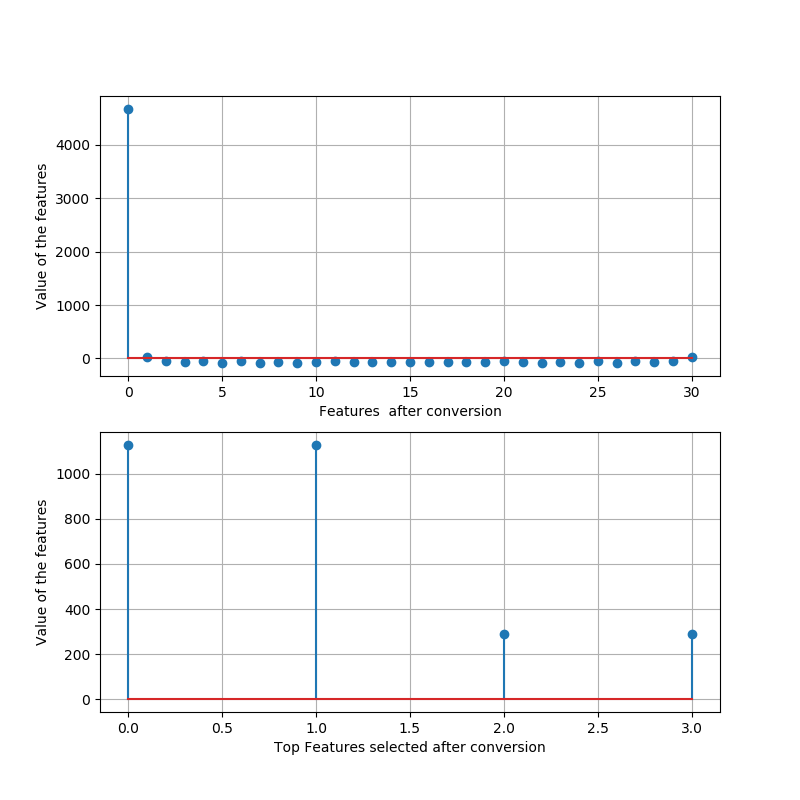 4000
3000
2000
1000
0
Value of the features
0 5 10 15 20 25 30
Features  after conversion
1000
800
600
400
200
0
Value of the features
0.0 0.5 1.0 1.5 2.0 2.5 3.0
Top Features selected after conversion